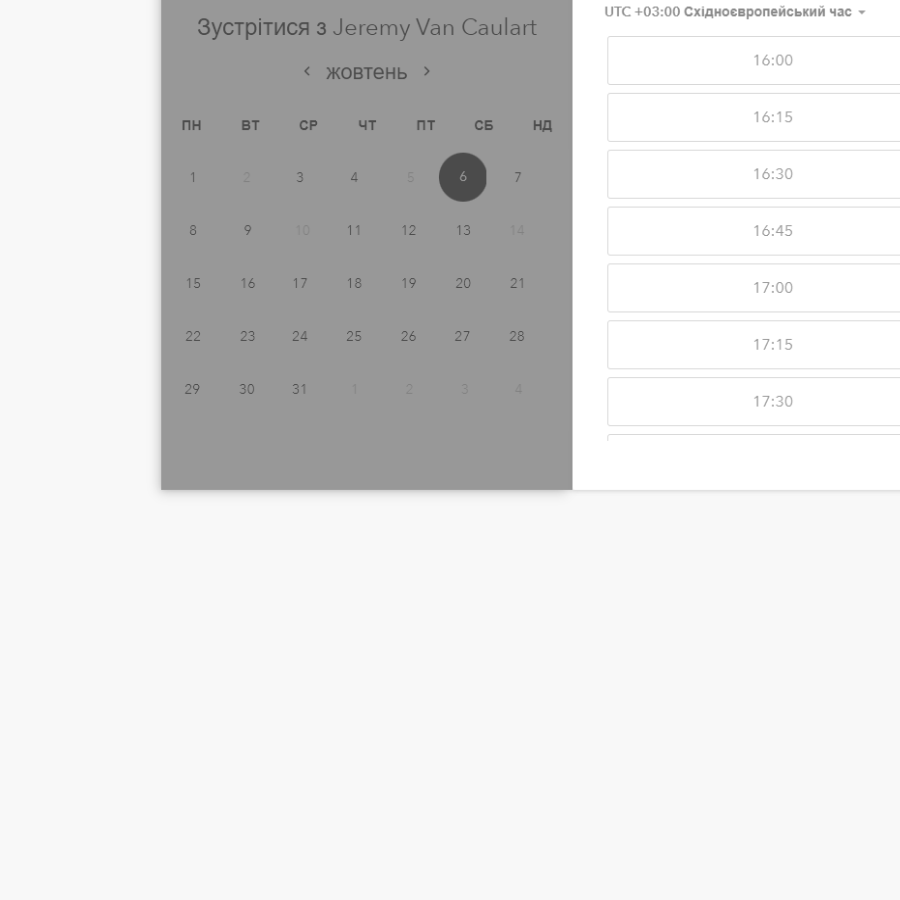 Зустрітися з Jeremy Van Caulart
жовтень
ПН ВТ СР ЧТ ПТ СБ НД
1 2 3 4 5 6 7
8 9 10 11 12 13 14
15 16 17 18 19 20 21
22 23 24 25 26 27 28
29 30 31 1 2 3 4
UTC +03:00 Східноєвропейський час
16:00
16:15
16:30
16:45
17:00
17:15
17:30